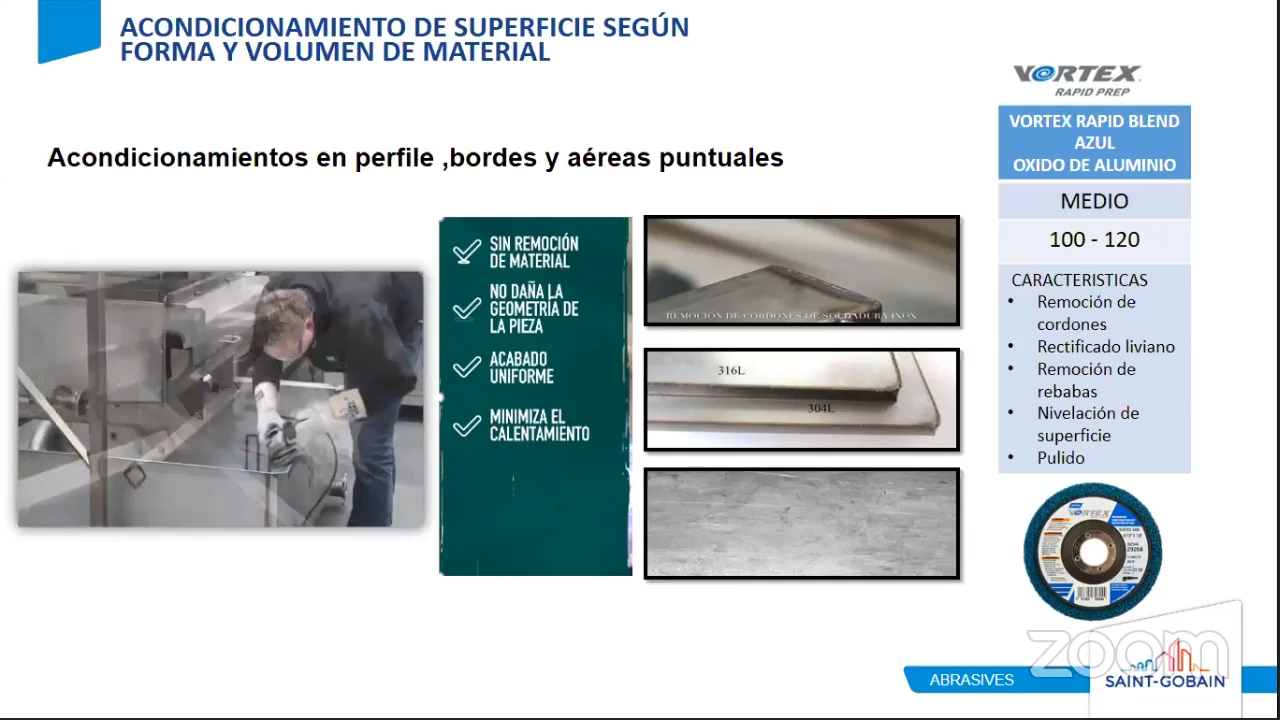 ACONDICIONAMIENTO DE SUPERFICIE SEGÚN
FORMA Y VOLUMEN DE MATERIAL
Acondicionamientos en perfile ,bordes y aéreas puntuales
SIN REMOCIÓN
DE MATERIAL
NO DAÑA LA
GEOMETRÍA DE
LA PIEZA
ACABADO
UNIFORME
MINIMIZA EL
CALENTAMIENTO
REMOCIÓN DE CORDONES DE SOLDADURA INOX
316L
304L
VORTEX
RAPID PREP
VORTEX RAPID BLEND
AZUL
OXIDO DE ALUMINIO
MEDIO
100 - 120
CARACTERISTICAS
• Remoción de
cordones
• Rectificado liviano
• Remoción de
rebabas
• Nivelación de
superficie
• Pulido
VORTEX
zoom
ABRASIVES
SAINT-GOBAIN